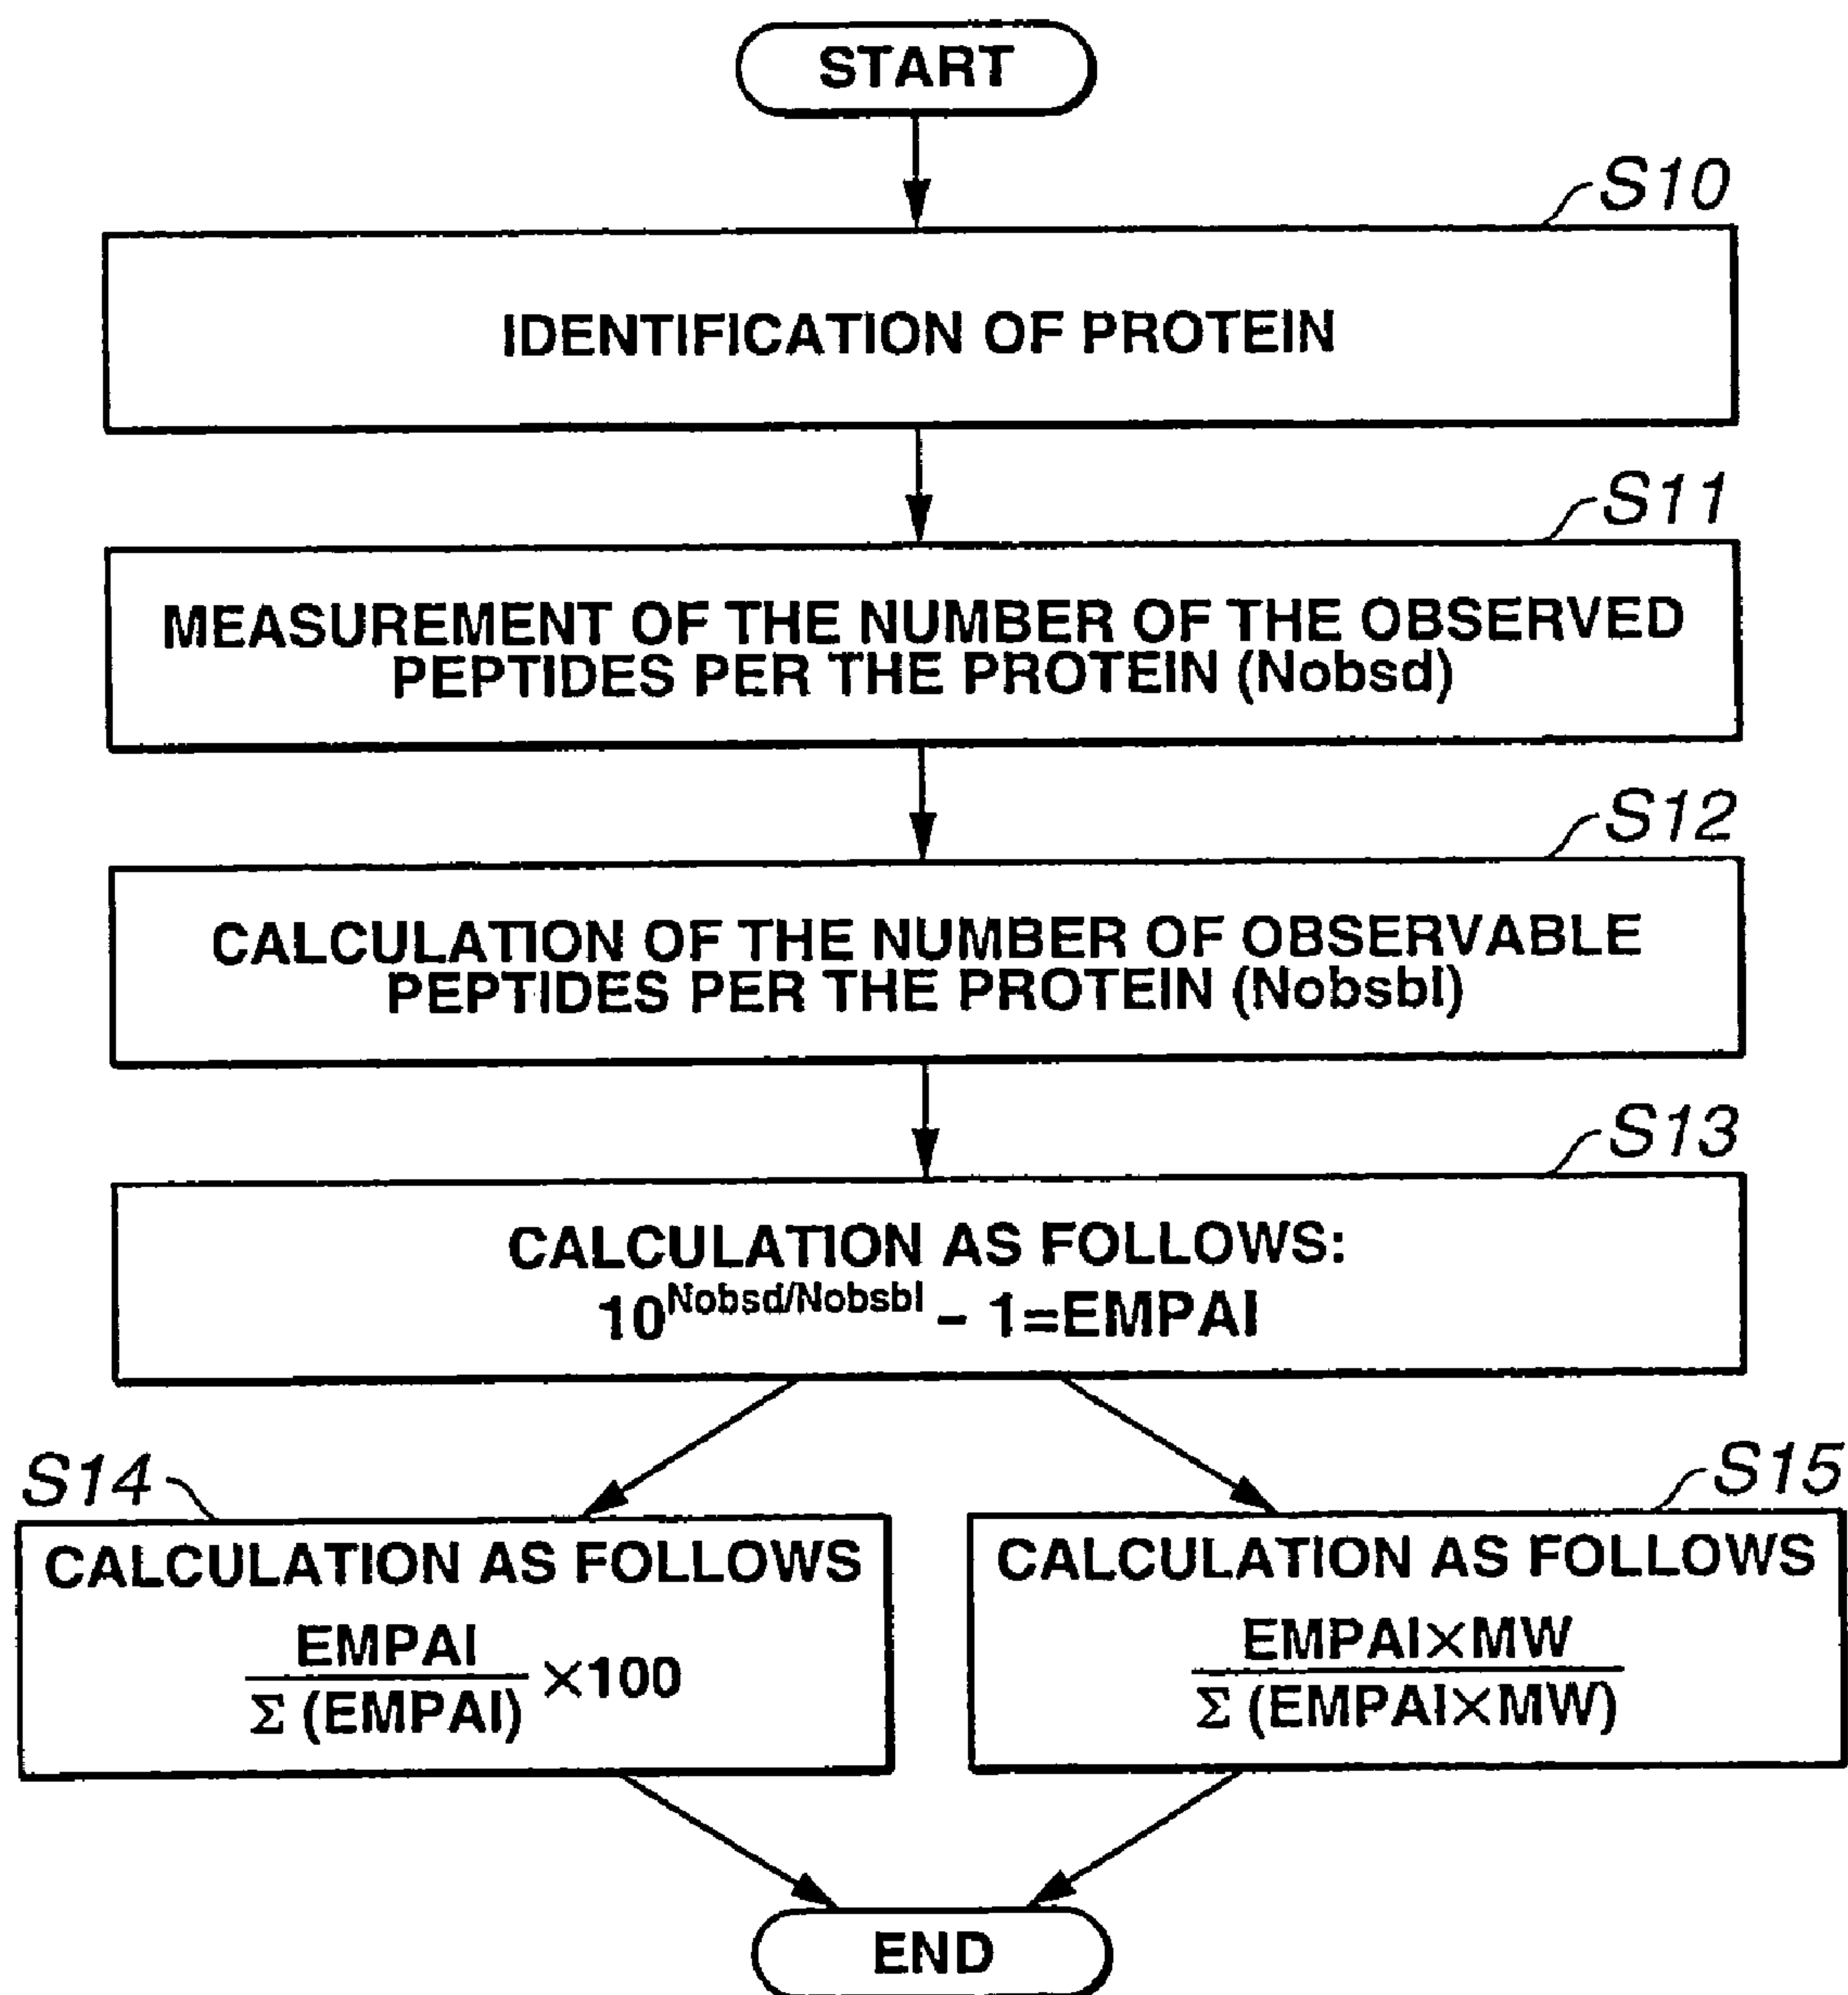 START
S10
IDENTIFICATION OF PROTEIN
S11
MEASUREMENT OF THE NUMBER OF THE OBSERVED
PEPTIDES PER THE PROTEIN (Nobsd)
S12
CALCULATION OF THE NUMBER OF OBSERVABLE
PEPTIDES PER THE PROTEIN (Nobsbl)
S13
CALCULATION AS FOLLOWS:
10^Nobsd/Nobsbl − 1=EMPAI
S14
CALCULATION AS FOLLOWS
EMPAI
Σ (EMPAI) ×100
S15
CALCULATION AS FOLLOWS
EMPAI×MW
Σ (EMPAI×MW)
END